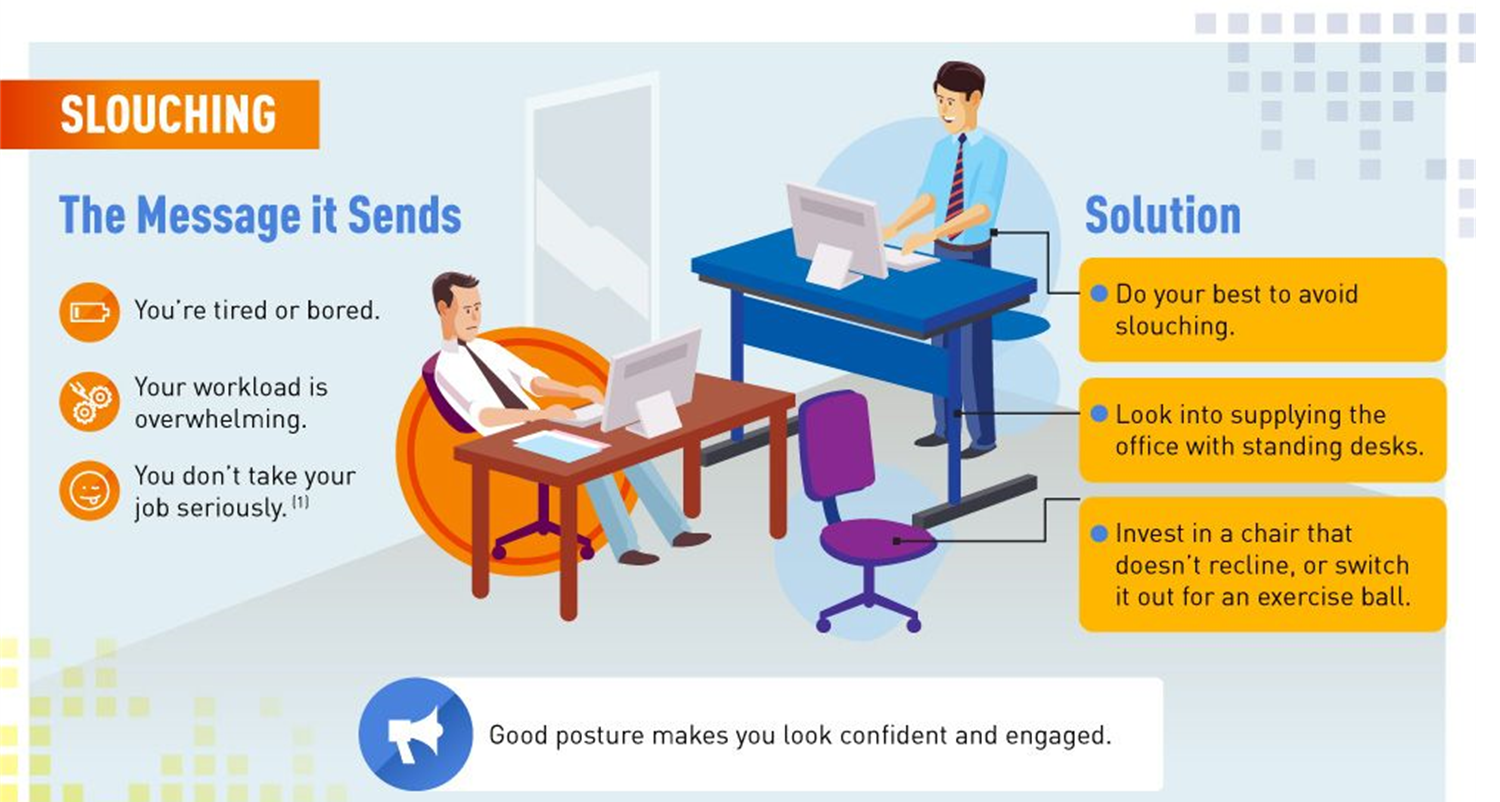 SLOUCHING
The Message it Sends
You're tired or bored.
Your workload is
overwhelming.
You don't take your
job seriously. (1)
Solution
Do your best to avoid
slouching.
Look into supplying the
office with standing desks.
Invest in a chair that
doesn't recline, or switch
it out for an exercise ball.
Good posture makes you look confident and engaged.